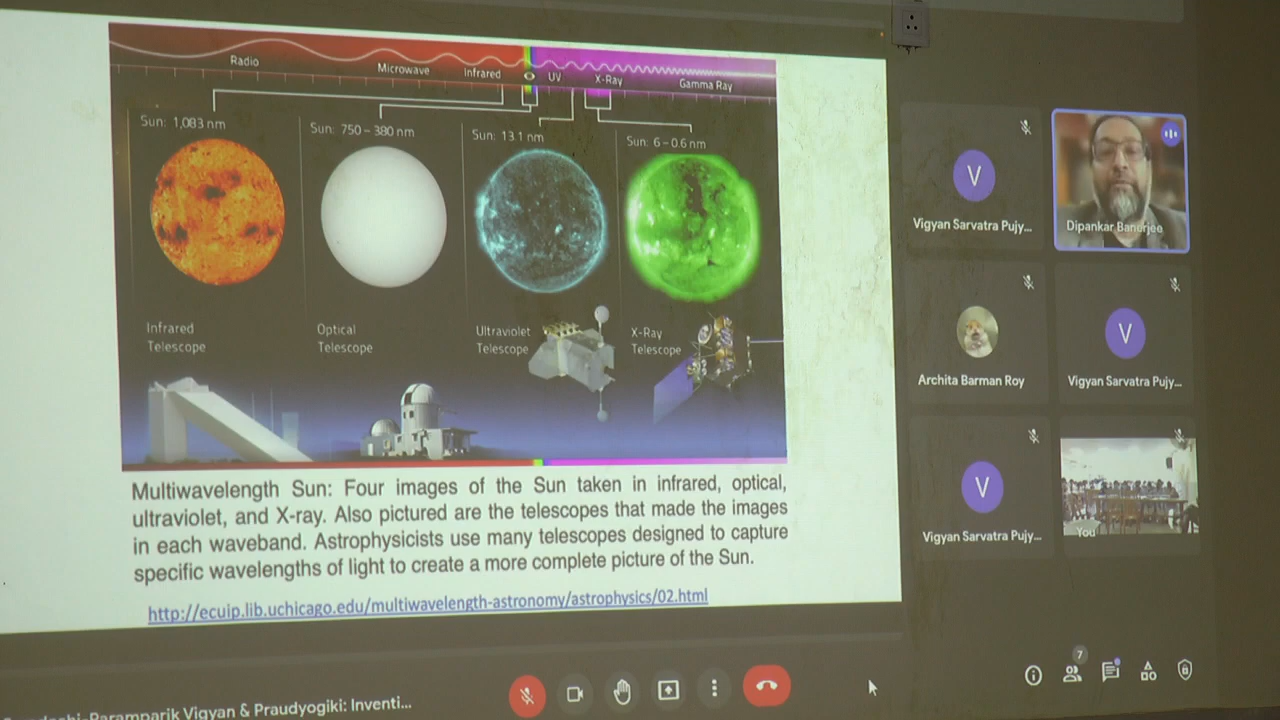 Radio
Microwave
Infrared
UV
X-Ray
Gamma Ray
Sun: 1,083 nm
Sun: 750 – 380 nm
Sun: 13.1 nm
Sun: 6 – 0.6 nm
Infrared
Telescope
Optical
Telescope
Ultraviolet
Telescope
X-Ray
Telescope
Multiwavelength Sun: Four images of the Sun taken in infrared, optical,
ultraviolet, and X-ray. Also pictured are the telescopes that made the images
in each waveband. Astrophysicists use many telescopes designed to capture
specific wavelengths of light to create a more complete picture of the Sun.
http://ecuip.lib.uchicago.edu/multiwavelength-astronomy/astrophysics/02.html
V
Vigyan Sarvatra Pujy...
Dipankar Banerjee
Archita Barman Roy
V
Vigyan Sarvatra Pujy...
V
Vigyan Sarvatra Pujy...
You
7
Paramparik Vigyan & Praudyogiki: Inventi...